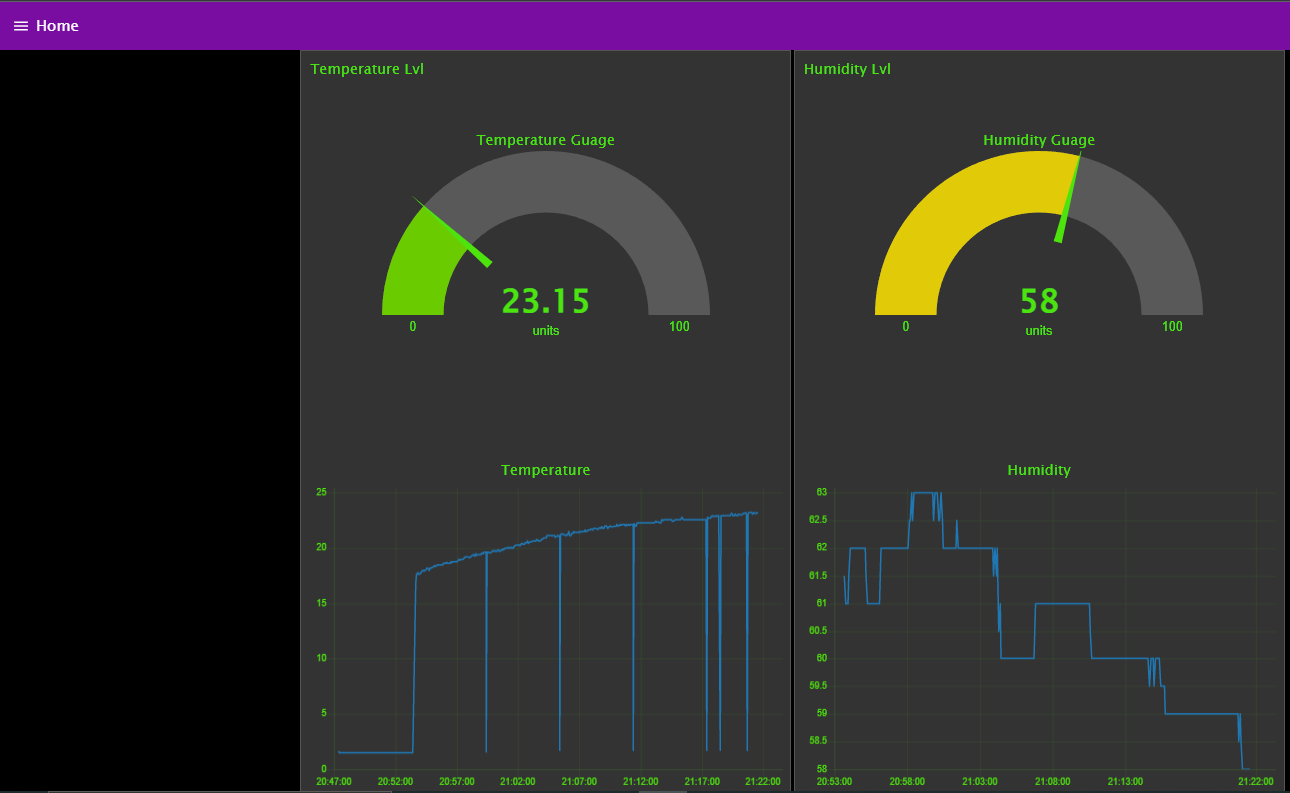 Home
Temperature Lvl
Temperature Guage
23.15
units
0
100
Temperature
25
20
15
10
5
0
20:47:00 20:52:00 20:57:00 21:02:00 21:07:00 21:12:00 21:17:00 21:22:00
Humidity Lvl
Humidity Guage
58
units
0
100
Humidity
63
62.5
62
61.5
61
60.5
60
59.5
59
58.5
58
20:53:00 20:58:00 21:03:00 21:08:00 21:13:00 21:22:00